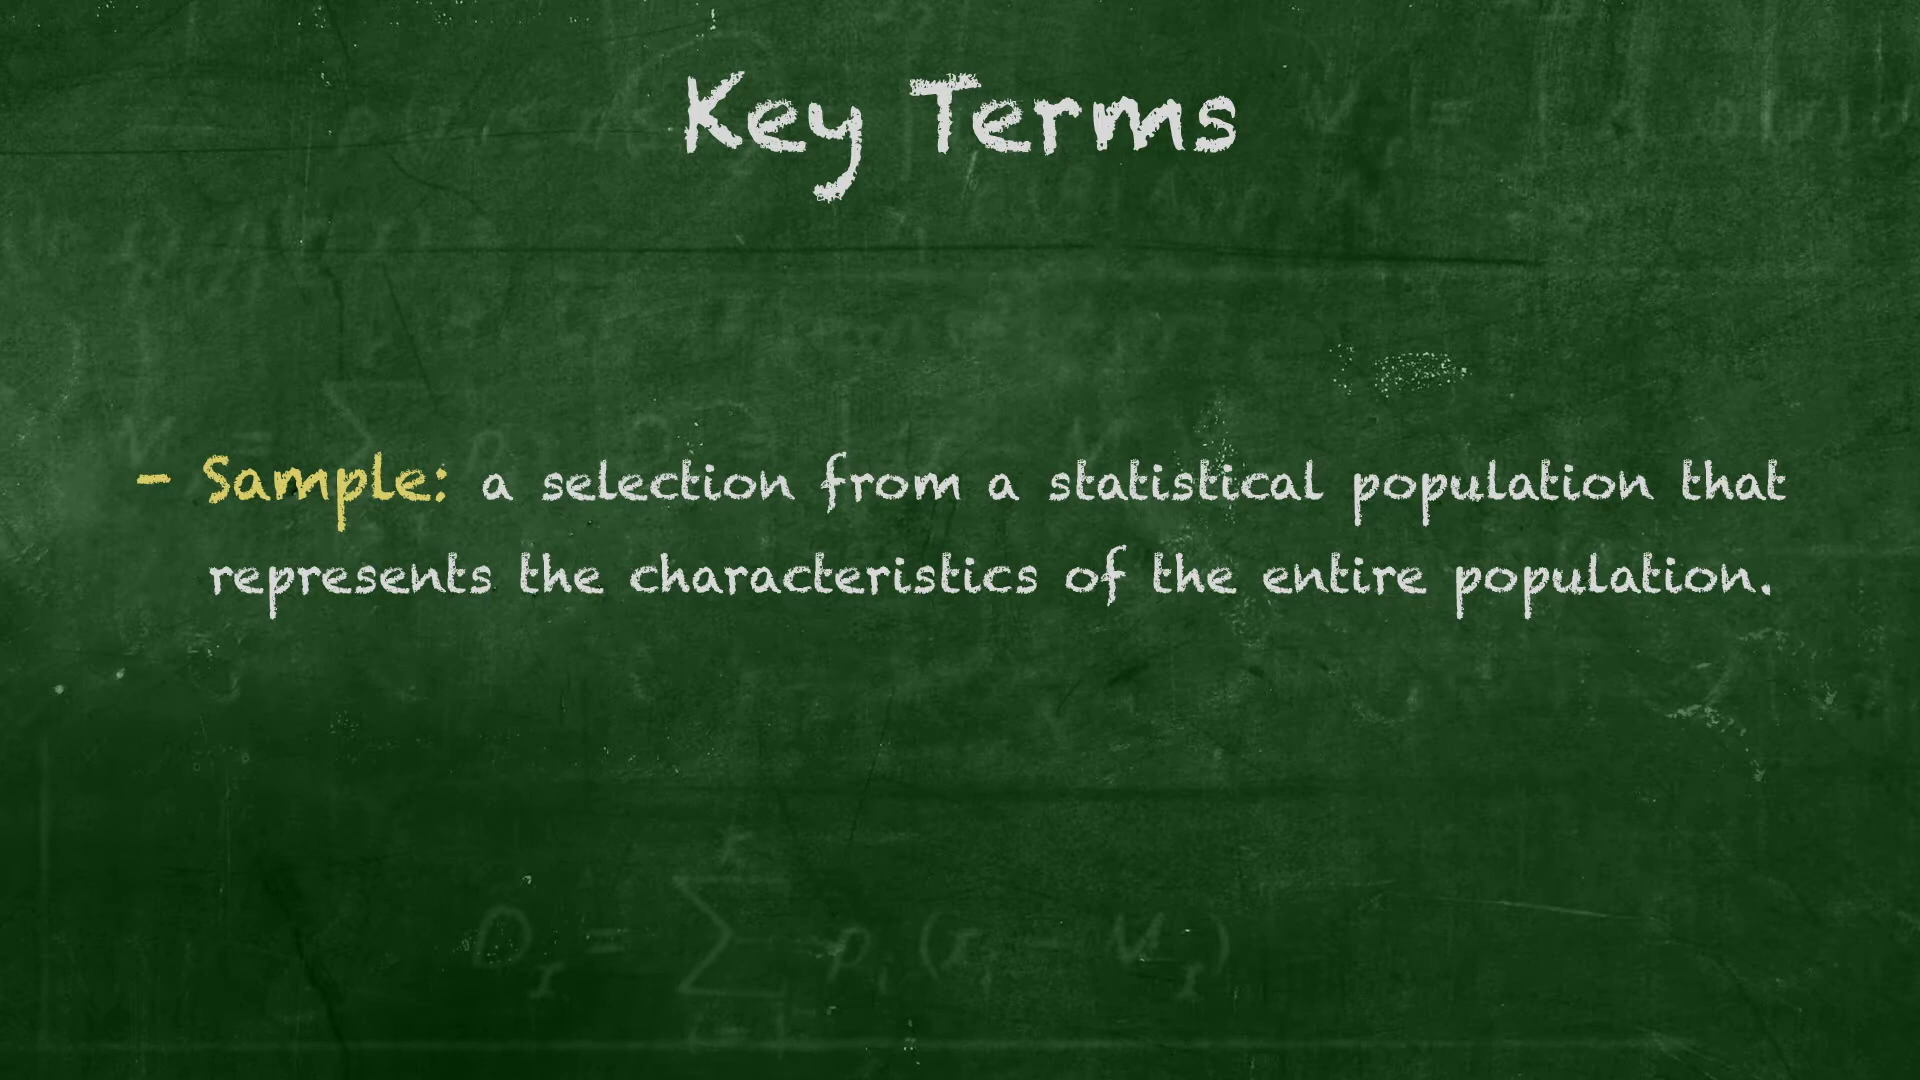 Key Terms
- Sample: a selection from a statistical population that
represents the characteristics of the entire population.